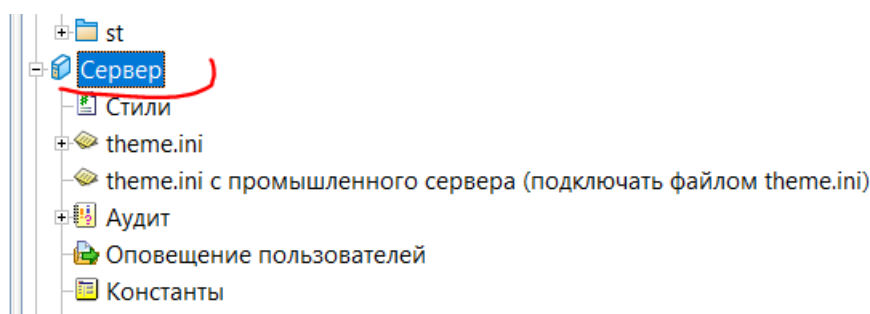 st
Сервер
Стили
theme.ini
theme.ini с промышленного сервера (подключать файлом theme.ini)
Аудит
Оповещение пользователей
Константы